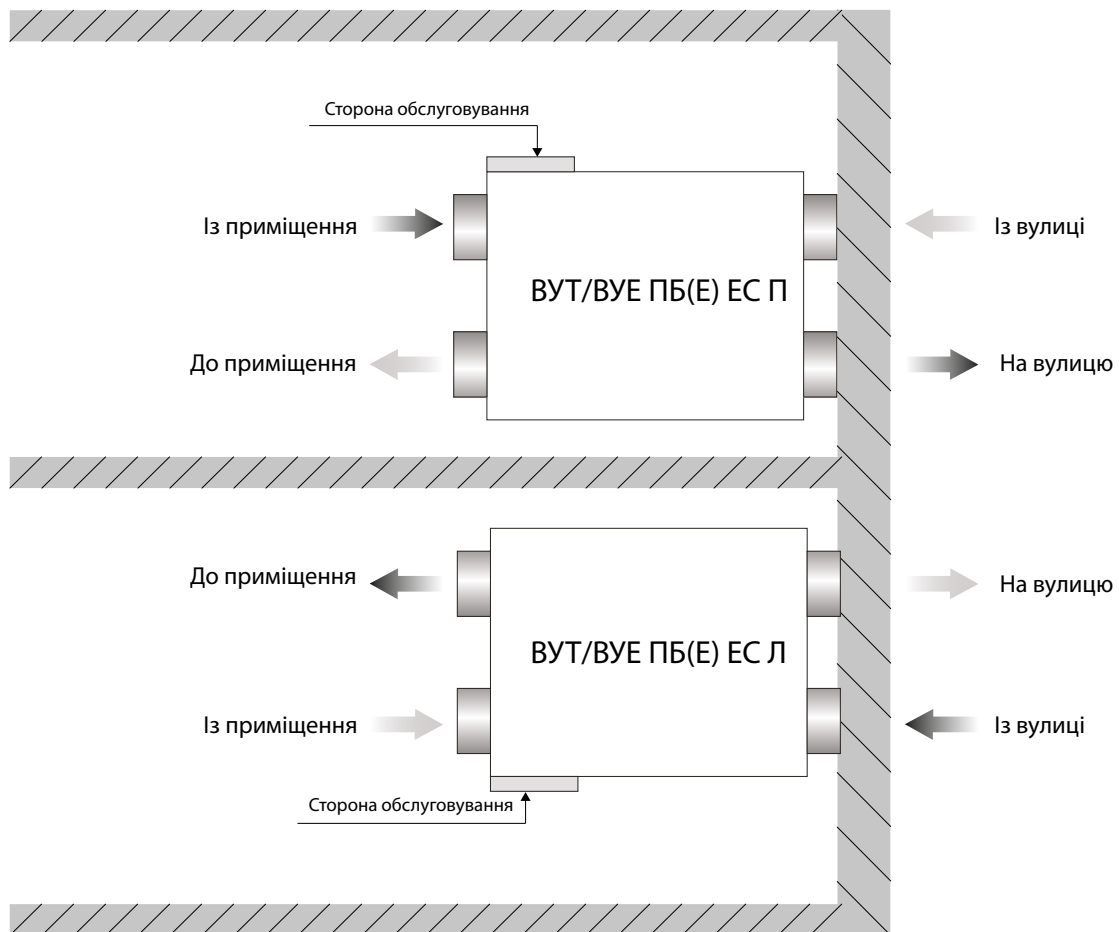 Сторона обслуговування
Із приміщення
Із вулиці
ВУТ/ВУЕ ПБ(Е) ЕС П
До приміщення
На вулицю
До приміщення
На вулицю
ВУТ/ВУЕ ПБ(Е) ЕС Л
Із приміщення
Із вулиці
Сторона обслуговування